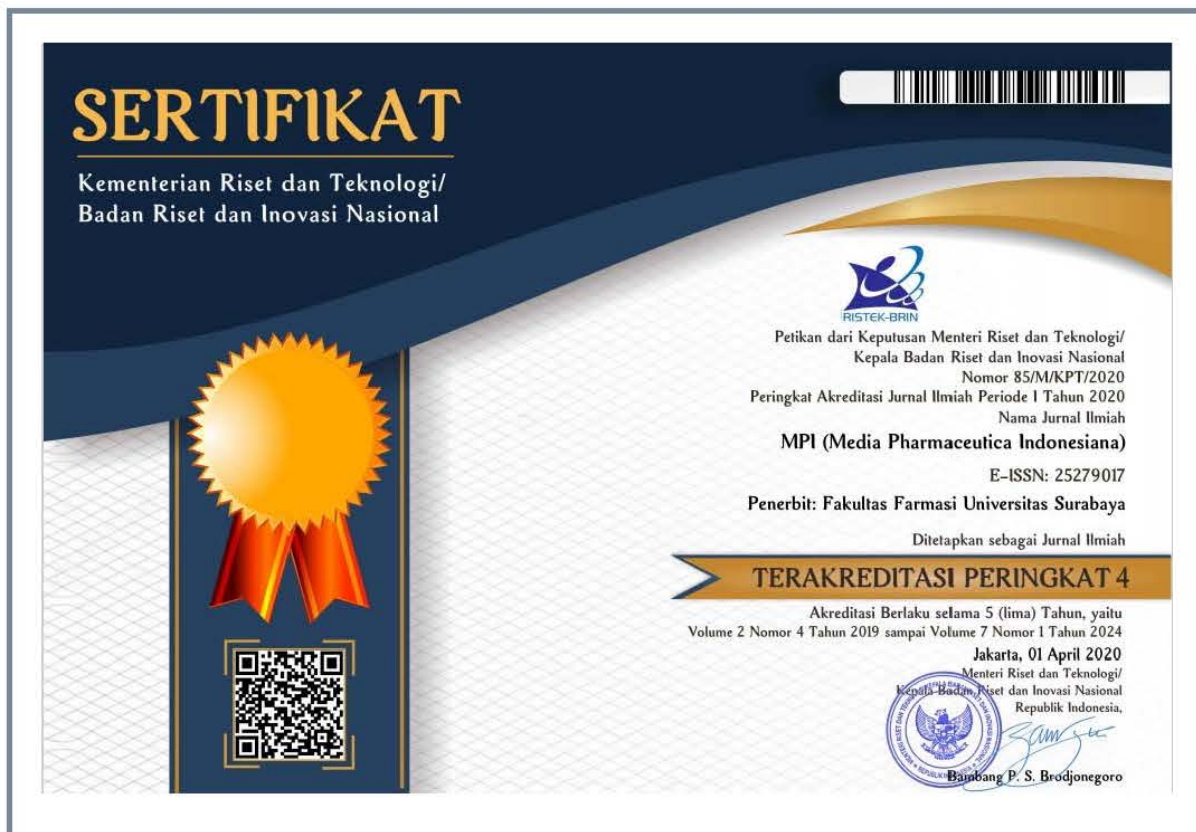 SERTIFIKAT
Kementerian Riset dan Teknologi/
Badan Riset dan Inovasi Nasional
RISTEK-BRIN
Petikan dari Keputusan Menteri Riset dan Teknologi/
Kepala Badan Riset dan Inovasi Nasional
Nomor 85/M/KPT/2020
Peringkat Akreditasi Jurnal Ilmiah Periode I Tahun 2020
Nama Jurnal Ilmiah
MPI (Media Pharmaceutica Indonesiana)
E-ISSN: 25279017
Penerbit: Fakultas Farmasi Universitas Surabaya
Ditetapkan sebagai Jurnal Ilmiah
TERAKREDITASI PERINGKAT 4
Akreditasi Berlaku selama 5 (lima) Tahun, yaitu
Volume 2 Nomor 4 Tahun 2019 sampai Volume 7 Nomor 1 Tahun 2024
Jakarta, 01 April 2020
Menteri Riset dan Teknologi/
Kepala Badan Riset dan Inovasi Nasional
Republik Indonesia,
Bambang P. S. Brodjonegoro